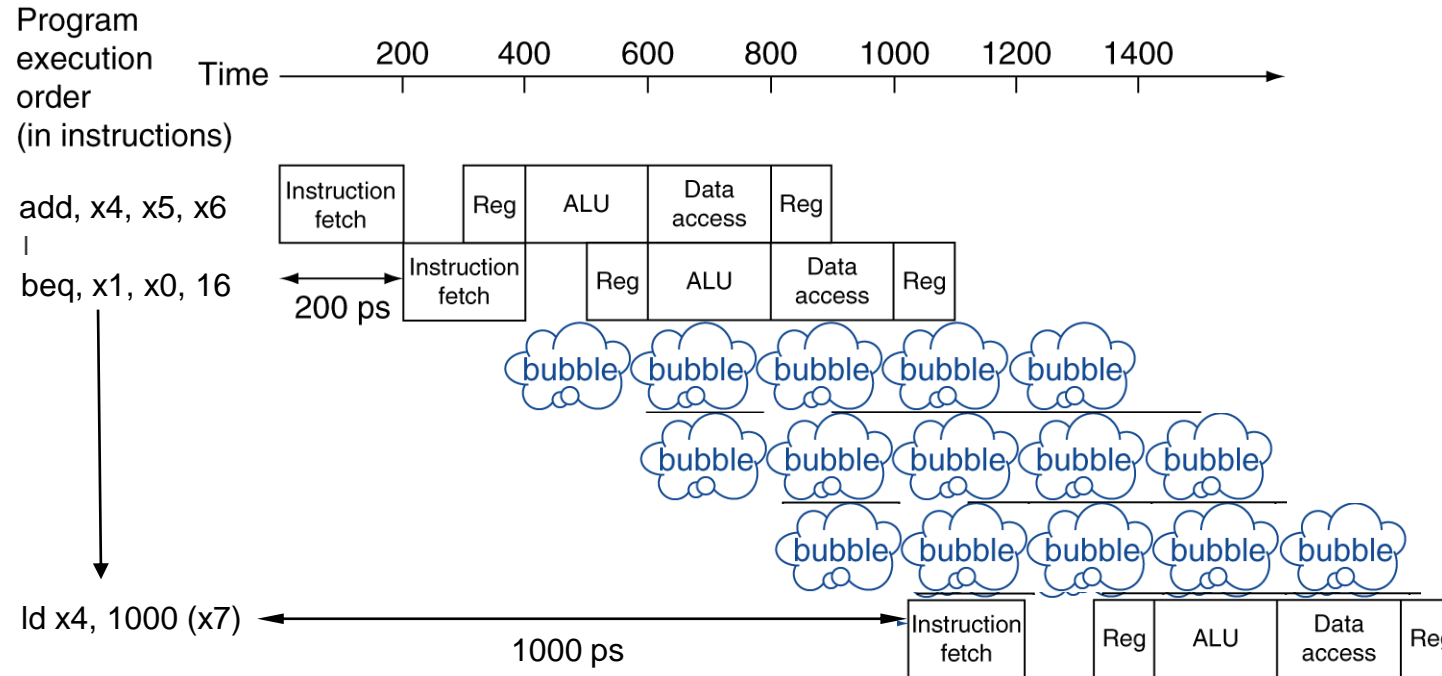 Program
execution
order
(in instructions)
Time
200 400 600 800 1000 1200 1400
add, x4, x5, x6
Instruction
fetch
Reg
ALU
Data
access
Reg
beq, x1, x0, 16
200 ps
Instruction
fetch
Reg
ALU
Data
access
Reg
bubble bubble bubble bubble bubble
bubble bubble bubble bubble bubble
bubble bubble bubble bubble bubble
ld x4, 1000 (x7)
1000 ps
Instruction
fetch
Reg
ALU
Data
access
Reg